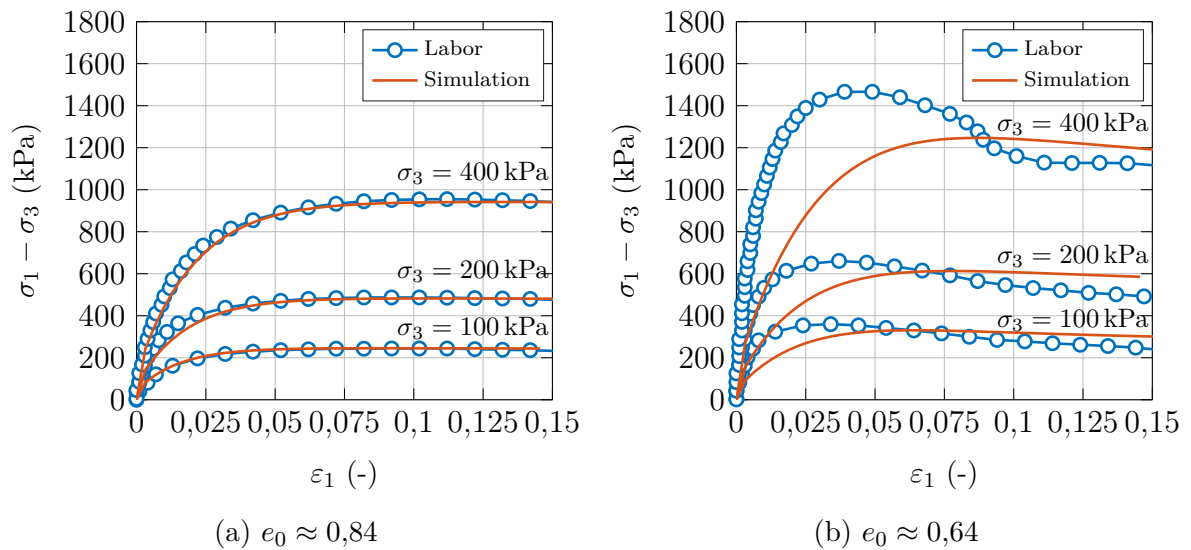 1800
1600
1400
1200
1000
800
600
400
200
0
σ₁ − σ₃ (kPa)
Labor
Simulation
σ₃ = 400 kPa
σ₃ = 200 kPa
σ₃ = 100 kPa
0 0,025 0,05 0,075 0,1 0,125 0,15
ε₁ (-)
(a) e₀ ≈ 0,84
1800
1600
1400
1200
1000
800
600
400
200
0
σ₁ − σ₃ (kPa)
Labor
Simulation
σ₃ = 400 kPa
σ₃ = 200 kPa
σ₃ = 100 kPa
0 0,025 0,05 0,075 0,1 0,125 0,15
ε₁ (-)
(b) e₀ ≈ 0,64